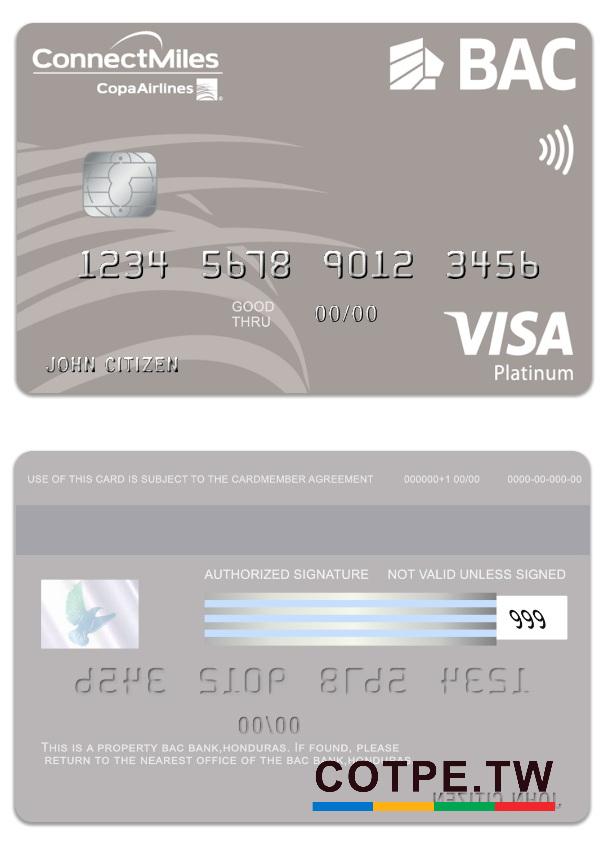 ConnectMiles
CopaAirlines
BAC
1234 5678 9012 3456
GOOD
THRU
00/00
VISA
Platinum
JOHN CITIZEN
USE OF THIS CARD IS SUBJECT TO THE CARDMEMBER AGREEMENT 000000+1 00/00 0000-00-000-00
AUTHORIZED SIGNATURE NOT VALID UNLESS SIGNED
999
1234 5678 9012 3456
00/00
THIS IS A PROPERTY BAC BANK,HONDURAS. IF FOUND, PLEASE
RETURN TO THE NEAREST OFFICE OF THE BAC BANK,HONDURAS
COTPE.TW
JOHN CITIZEN